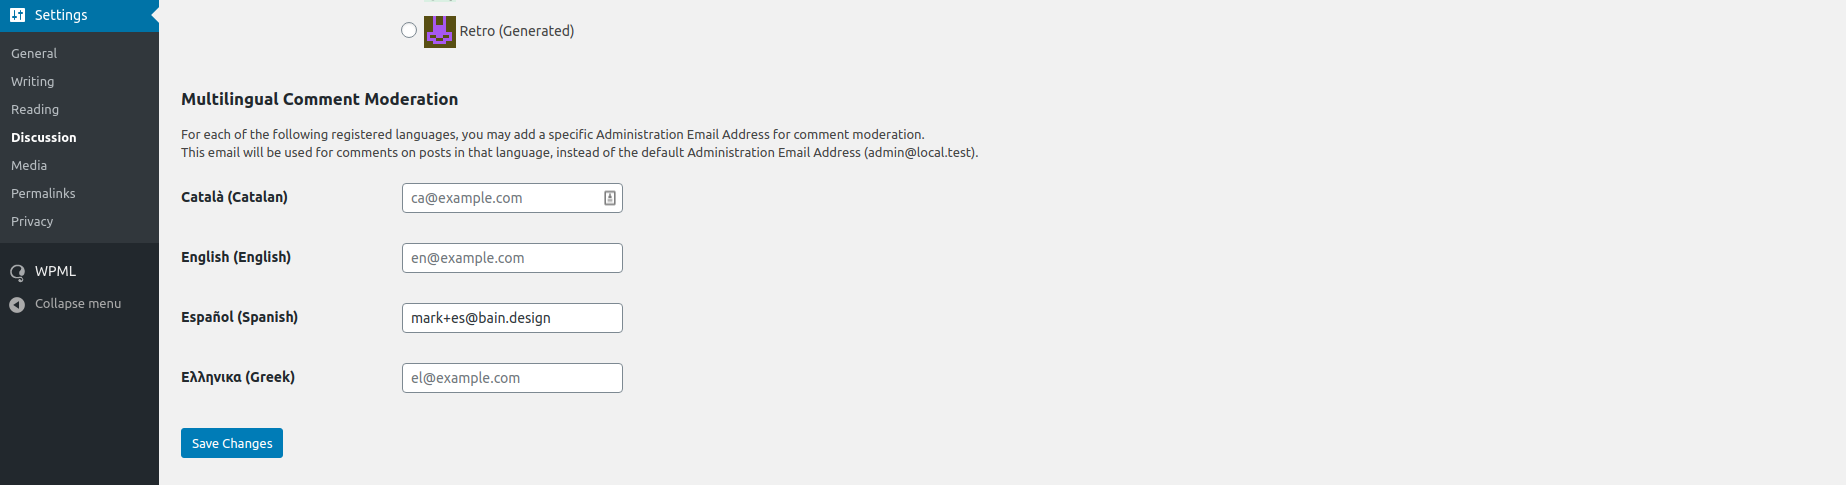 Settings
General
Writing
Reading
Discussion
Media
Permalinks
Privacy
WPML
Collapse menu
Retro (Generated)
Multilingual Comment Moderation
For each of the following registered languages, you may add a specific Administration Email Address for comment moderation.
This email will be used for comments on posts in that language, instead of the default Administration Email Address (admin@local.test).
Català (Catalan)
ca@example.com
English (English)
en@example.com
Español (Spanish)
mark+es@bain.design
Ελληνικα (Greek)
el@example.com
Save Changes